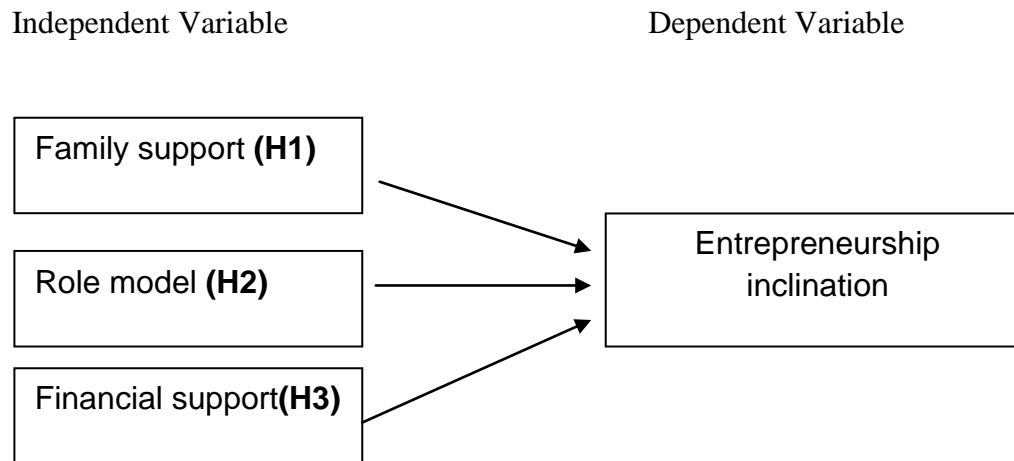 Independent Variable
Dependent Variable
Family support (H1)
Role model (H2)
Financial support(H3)
Entrepreneurship
inclination